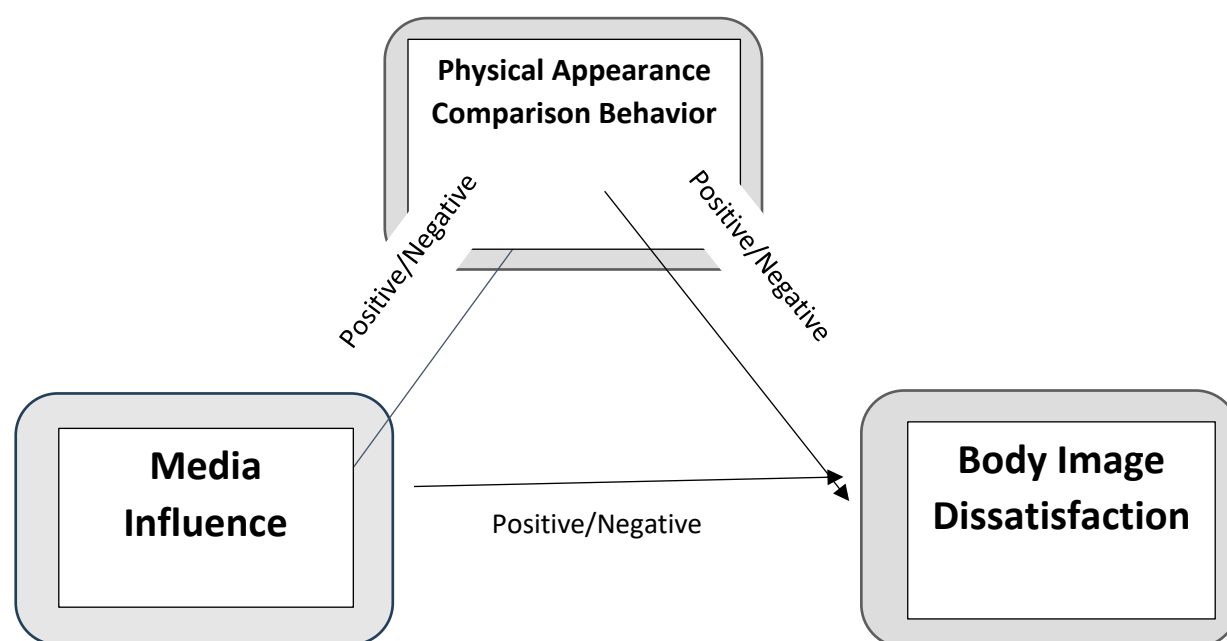 Physical Appearance
Comparison Behavior
Positive/Negative
Positive/Negative
Media
Influence
Positive/Negative
Body Image
Dissatisfaction